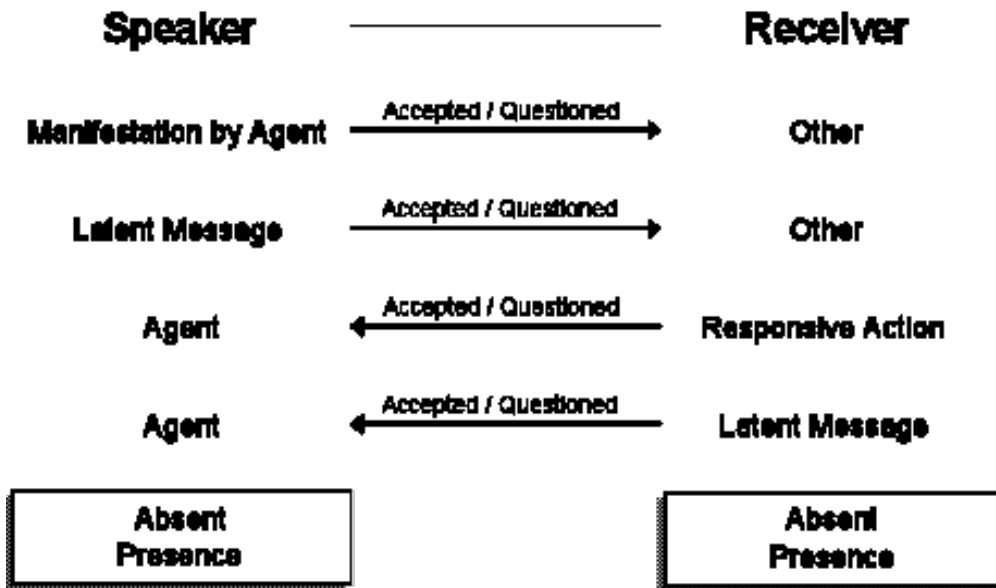 Speaker Receiver
Manifestation by Agent Accepted / Questioned Other
Latent Message Accepted / Questioned Other
Agent Accepted / Questioned Responsive Action
Agent Accepted / Questioned Latent Message
Absent Absent
Presence Presence